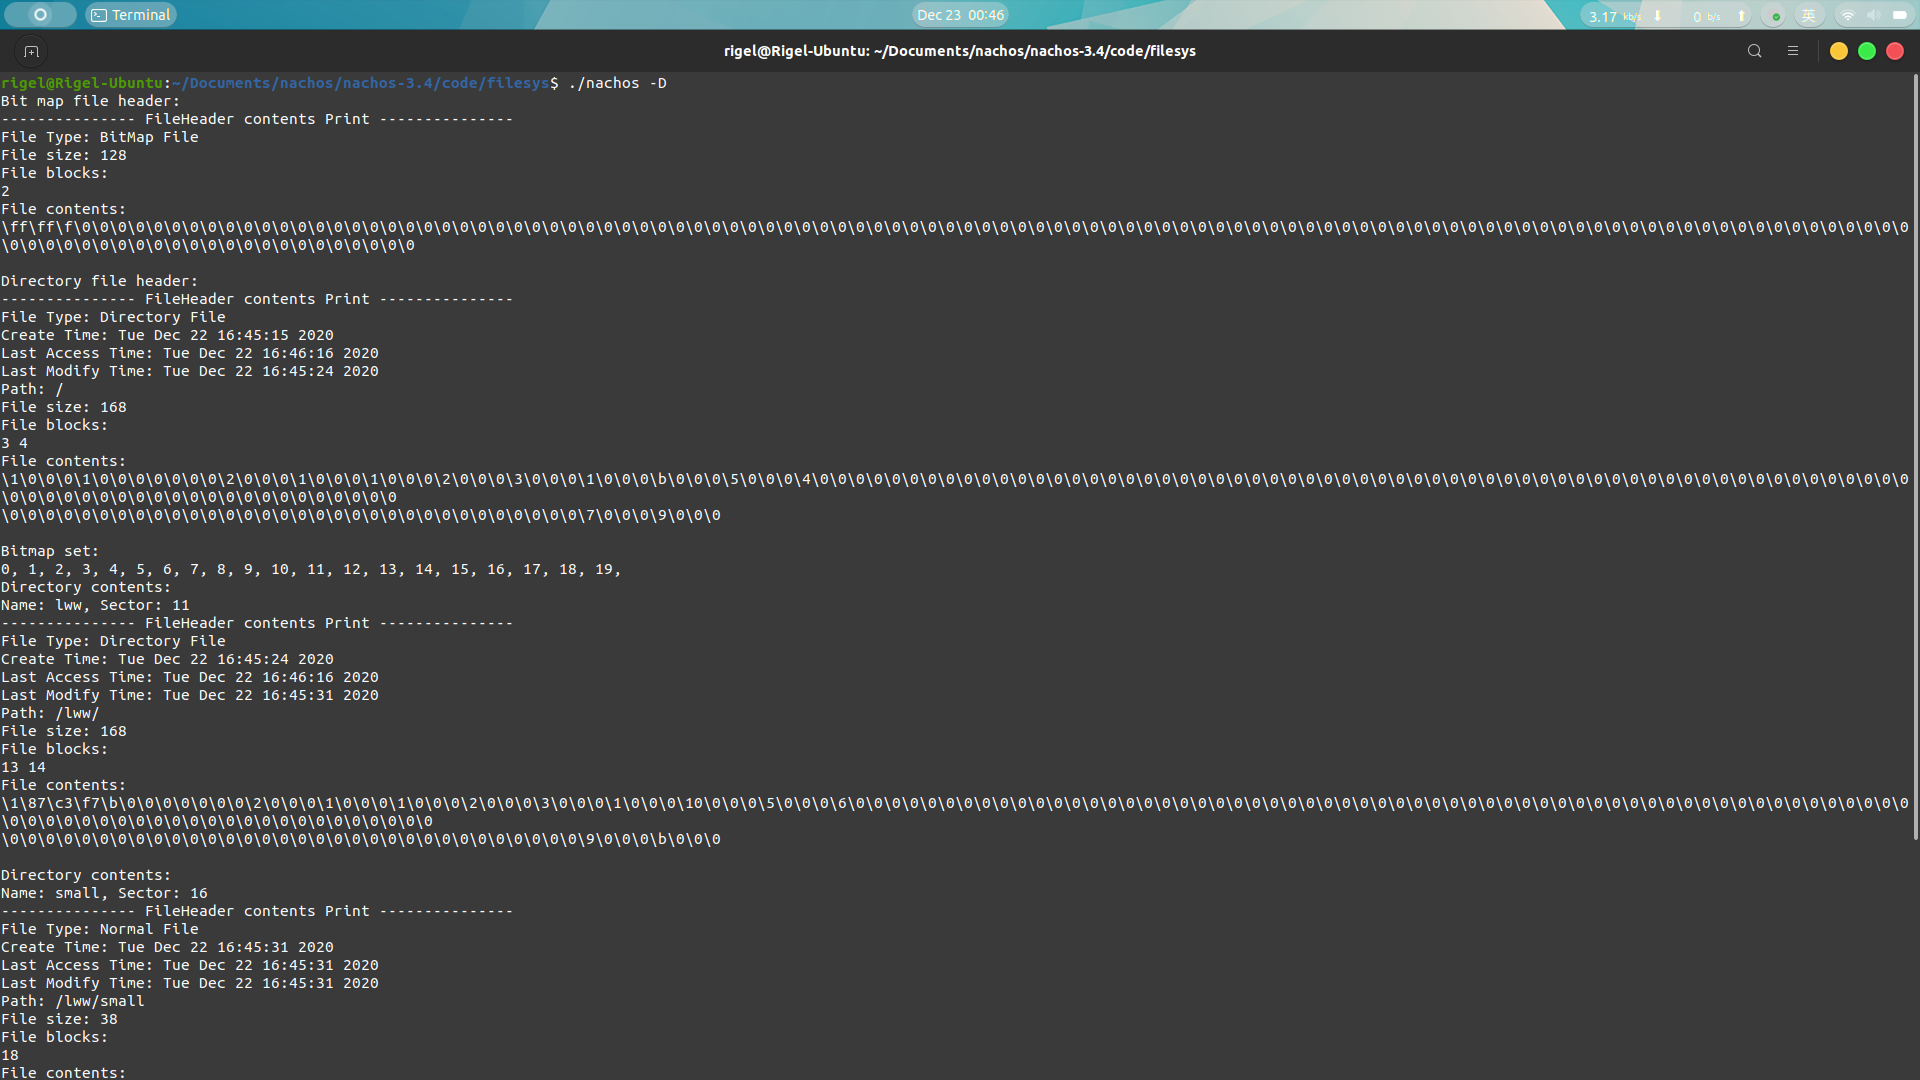 Terminal
Dec 23 00:46
3.17 kb/s
0 b/s
英
rigel@Rigel-Ubuntu: ~/Documents/nachos/nachos-3.4/code/filesys
rigel@Rigel-Ubuntu:~/Documents/nachos/nachos-3.4/code/filesys$ ./nachos -D
Bit map file header:
--------------- FileHeader contents Print ---------------
File Type: BitMap File
File size: 128
File blocks:
2
File contents:
\ff\ff\f\0\0\0\0\0\0\0\0\0\0\0\0\0\0\0\0\0\0\0\0\0\0\0\0\0\0\0\0\0\0\0\0\0\0\0\0\0\0\0\0\0\0\0\0\0\0\0\0\0\0\0\0\0\0\0\0\0\0\0\0\0\0\0\0\0\0\0\0\0\0\0\0\0\0\0\0\0\0\0\0\0\0\0\0\0\0\0\0\0\0\0\0\0\0\0\0\0\0\0\0\0\0
\0\0\0\0\0\0\0\0\0\0\0\0\0\0\0\0\0\0\0\0\0\0\0
Directory file header:
--------------- FileHeader contents Print ---------------
File Type: Directory File
Create Time: Tue Dec 22 16:45:15 2020
Last Access Time: Tue Dec 22 16:46:16 2020
Last Modify Time: Tue Dec 22 16:45:24 2020
Path: /
File size: 168
File blocks:
3 4
File contents:
\1\0\0\0\1\0\0\0\0\0\0\0\2\0\0\0\1\0\0\0\1\0\0\0\2\0\0\0\3\0\0\0\1\0\0\0\b\0\0\0\5\0\0\0\4\0\0\0\0\0\0\0\0\0\0\0\0\0\0\0\0\0\0\0\0\0\0\0\0\0\0\0\0\0\0\0\0\0\0\0\0\0\0\0\0\0\0\0\0\0\0\0\0\0\0\0\0\0\0\0\0\0\0\0\0\0
\0\0\0\0\0\0\0\0\0\0\0\0\0\0\0\0\0\0\0\0\0\0
\0\0\0\0\0\0\0\0\0\0\0\0\0\0\0\0\0\0\0\0\0\0\0\0\0\0\0\0\0\0\0\0\7\0\0\0\9\0\0\0
Bitmap set:
0, 1, 2, 3, 4, 5, 6, 7, 8, 9, 10, 11, 12, 13, 14, 15, 16, 17, 18, 19,
Directory contents:
Name: lww, Sector: 11
--------------- FileHeader contents Print ---------------
File Type: Directory File
Create Time: Tue Dec 22 16:45:24 2020
Last Access Time: Tue Dec 22 16:46:16 2020
Last Modify Time: Tue Dec 22 16:45:31 2020
Path: /lww/
File size: 168
File blocks:
13 14
File contents:
\1\87\c3\f7\b\0\0\0\0\0\0\0\2\0\0\0\1\0\0\0\1\0\0\0\2\0\0\0\3\0\0\0\1\0\0\0\10\0\0\0\5\0\0\0\6\0\0\0\0\0\0\0\0\0\0\0\0\0\0\0\0\0\0\0\0\0\0\0\0\0\0\0\0\0\0\0\0\0\0\0\0\0\0\0\0\0\0\0\0\0\0\0\0\0\0\0\0\0\0\0\0\0\0\0
\0\0\0\0\0\0\0\0\0\0\0\0\0\0\0\0\0\0\0\0\0\0\0\0
\0\0\0\0\0\0\0\0\0\0\0\0\0\0\0\0\0\0\0\0\0\0\0\0\0\0\0\0\0\0\0\0\9\0\0\0\b\0\0\0
Directory contents:
Name: small, Sector: 16
--------------- FileHeader contents Print ---------------
File Type: Normal File
Create Time: Tue Dec 22 16:45:31 2020
Last Access Time: Tue Dec 22 16:45:31 2020
Last Modify Time: Tue Dec 22 16:45:31 2020
Path: /lww/small
File size: 38
File blocks:
18
File contents: